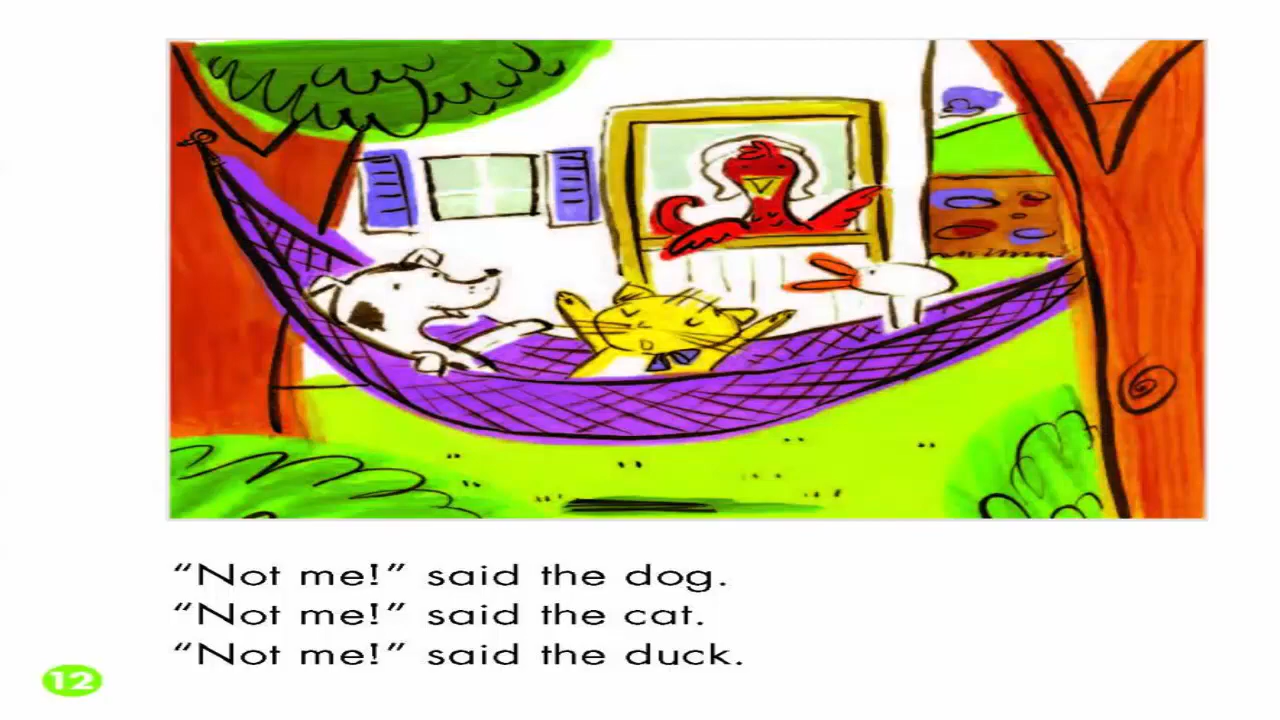 “Not me!” said the dog.
“Not me!” said the cat.
“Not me!” said the duck.
12